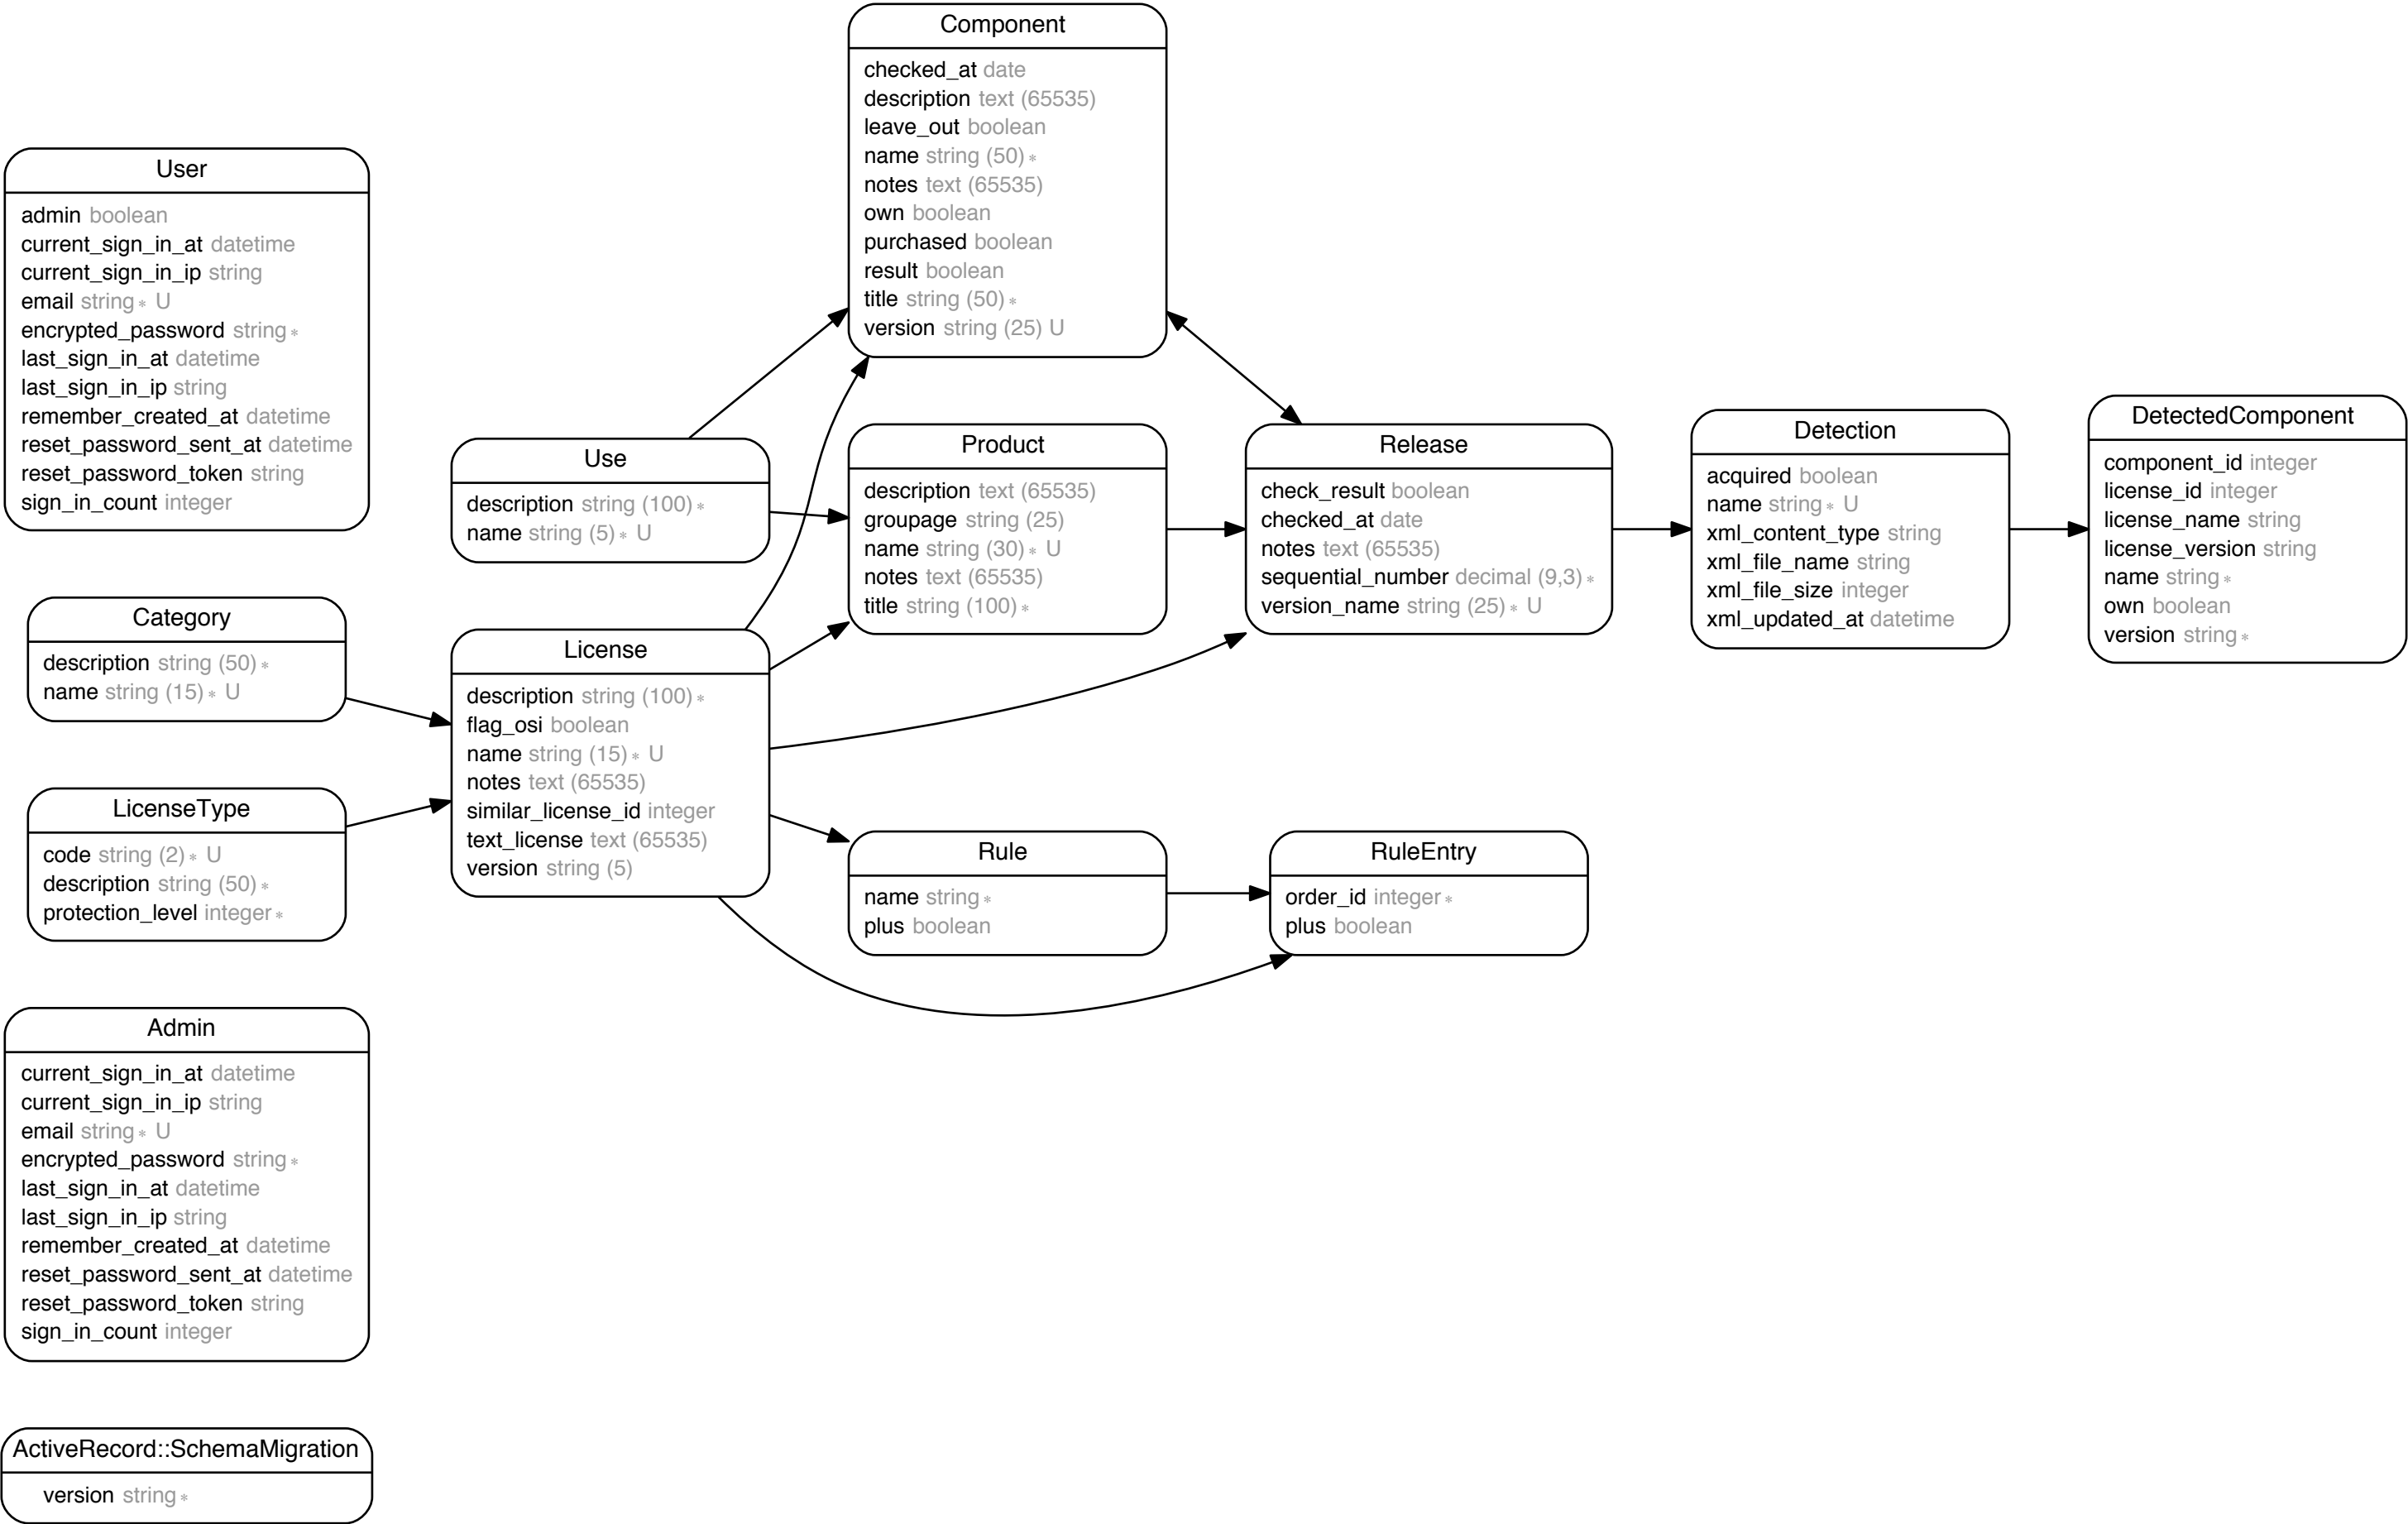 Component
checked_at date
description text (65535)
leave_out boolean
name string (50) ∗
notes text (65535)
own boolean
purchased boolean
result boolean
title string (50) ∗
version string (25) U
User
admin boolean
current_sign_in_at datetime
current_sign_in_ip string
email string ∗ U
encrypted_password string ∗
last_sign_in_at datetime
last_sign_in_ip string
remember_created_at datetime
reset_password_sent_at datetime
reset_password_token string
sign_in_count integer
Use
description string (100) ∗
name string (5) ∗ U
Product
description text (65535)
groupage string (25)
name string (30) ∗ U
notes text (65535)
title string (100) ∗
Release
check_result boolean
checked_at date
notes text (65535)
sequential_number decimal (9,3) ∗
version_name string (25) ∗ U
Detection
acquired boolean
name string ∗ U
xml_content_type string
xml_file_name string
xml_file_size integer
xml_updated_at datetime
DetectedComponent
component_id integer
license_id integer
license_name string
license_version string
name string ∗
own boolean
version string ∗
Category
description string (50) ∗
name string (15) ∗ U
License
description string (100) ∗
flag_osi boolean
name string (15) ∗ U
notes text (65535)
similar_license_id integer
text_license text (65535)
version string (5)
LicenseType
code string (2) ∗ U
description string (50) ∗
protection_level integer ∗
Rule
name string ∗
plus boolean
RuleEntry
order_id integer ∗
plus boolean
Admin
current_sign_in_at datetime
current_sign_in_ip string
email string ∗ U
encrypted_password string ∗
last_sign_in_at datetime
last_sign_in_ip string
remember_created_at datetime
reset_password_sent_at datetime
reset_password_token string
sign_in_count integer
ActiveRecord::SchemaMigration
version string ∗